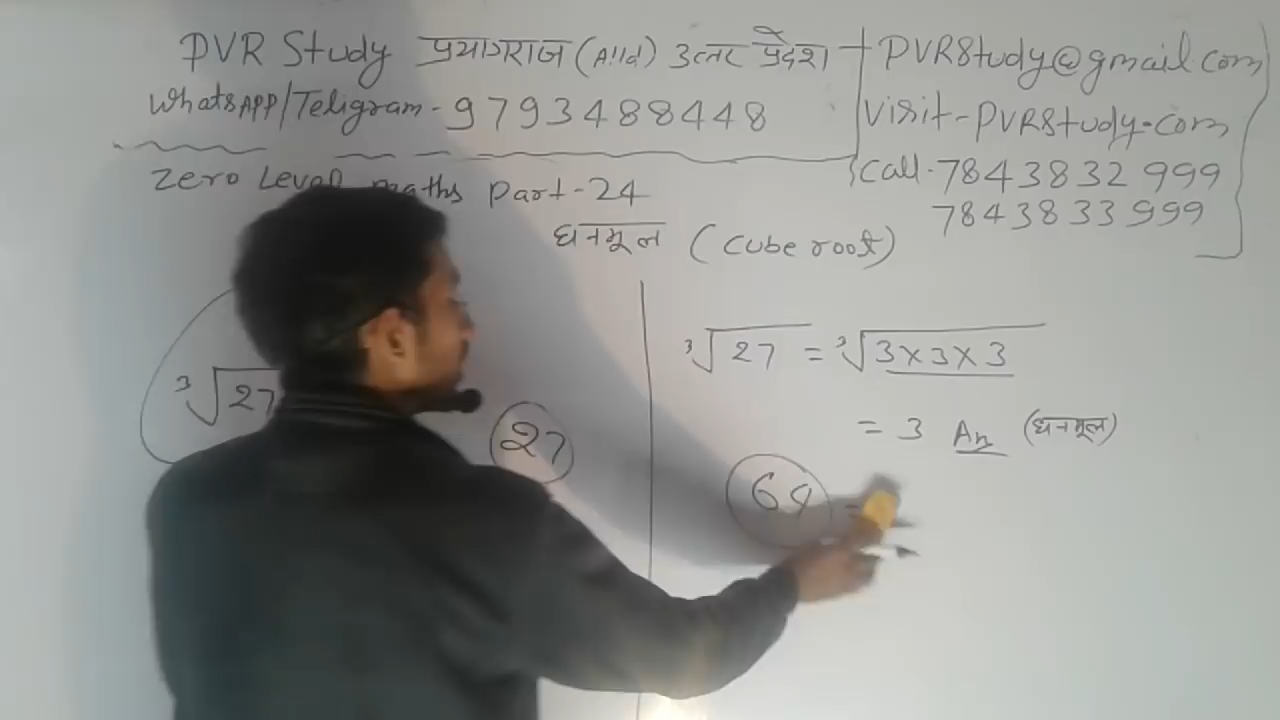 PVR Study प्रयागराज (Alld) उत्तर प्रदेश
WhatsAPP/Teligram - 9793488448
PVRStudy@gmail.com
Visit - PVRStudy.com
Call - 7843832999
7843833999
Zero Level maths Part-24
घनमूल (Cube root)
³√27
27
³√27 = ³√3×3×3
= 3 An (घनमूल)
64 =